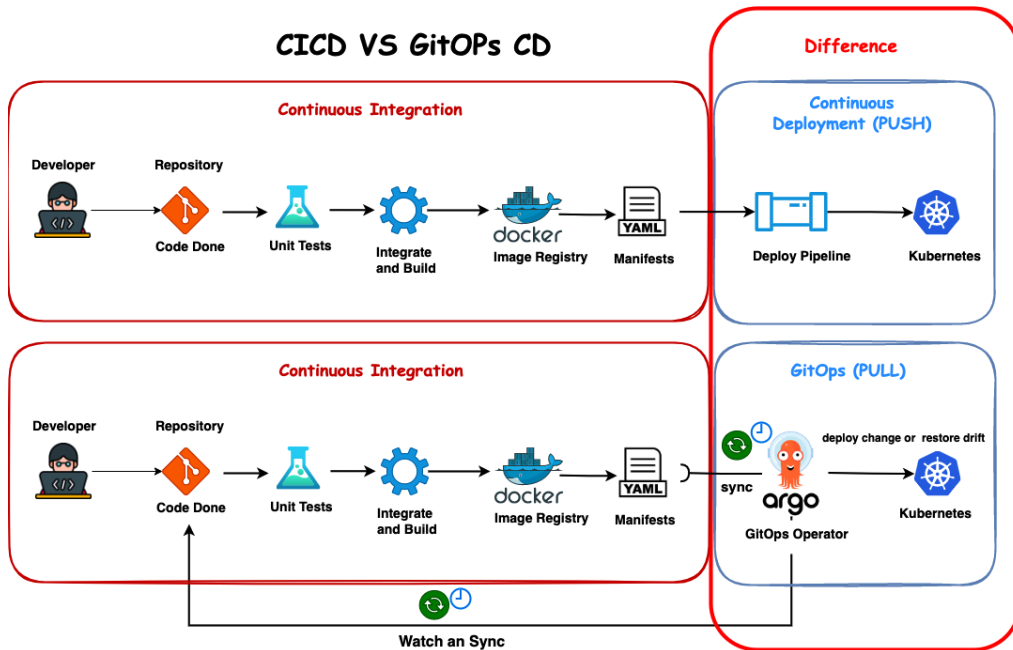 CICD VS GitOPs CD
Difference
Continuous Integration
Continuous
Deployment (PUSH)
Developer
Repository
Code Done
Unit Tests
Integrate
and Build
docker
Image Registry
YAML
Manifests
Deploy Pipeline
Kubernetes
Continuous Integration
GitOps (PULL)
Developer
Repository
Code Done
Unit Tests
Integrate
and Build
docker
Image Registry
YAML
Manifests
sync
argo
GitOps Operator
deploy change or restore drift
Kubernetes
Watch an Sync